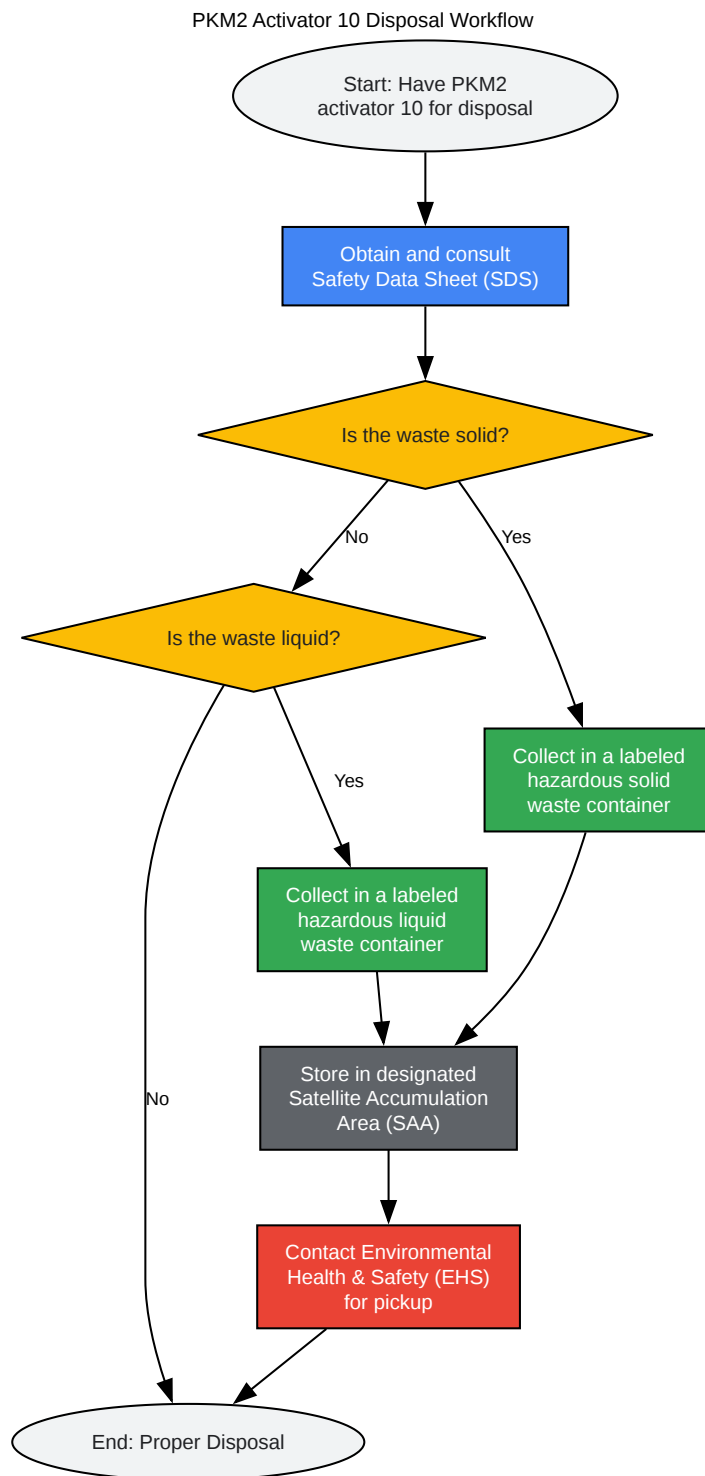 PKM2 Activator 10 Disposal Workflow
Start: Have PKM2
activator 10 for disposal
Obtain and consult
Safety Data Sheet (SDS)
Is the waste solid?
No
Yes
Is the waste liquid?
Collect in a labeled
hazardous solid
waste container
Yes
Collect in a labeled
hazardous liquid
waste container
Store in designated
Satellite Accumulation
Area (SAA)
No
Contact Environmental
Health & Safety (EHS)
for pickup
End: Proper Disposal